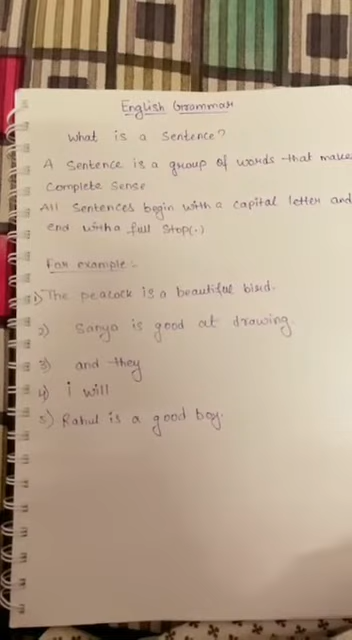 English Grammar
What is a Sentence?
A Sentence is a group of words that makes
Complete Sense
All Sentences begin with a capital letter and
end with a full stop(.)
For example:-
1) The peacock is a beautiful bird.
2) Sanya is good at drawing.
3) and they
4) i will
5) Rahul is a good boy.